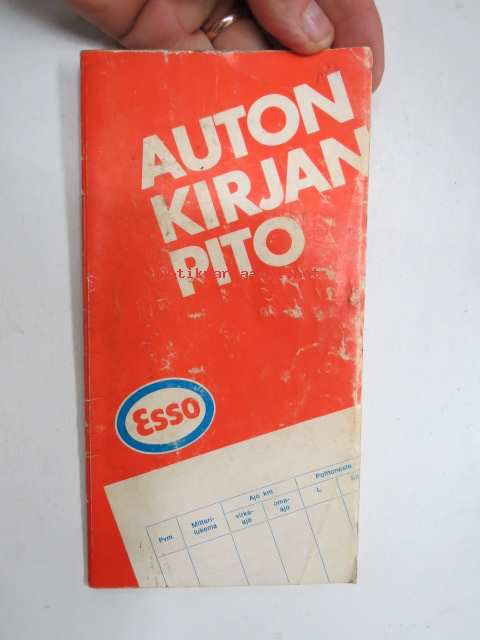 AUTON
KIRJAN
PITO
Esso
Ajo km
Polttoneste
Pvm.
Mittari-
lukema
virka-
ajo
oma-
ajo
L